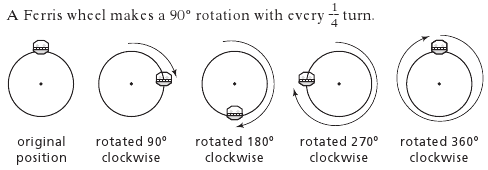 A Ferris wheel makes a 90° rotation with every 1/4 turn.
original position
rotated 90° clockwise
rotated 180° clockwise
rotated 270° clockwise
rotated 360° clockwise